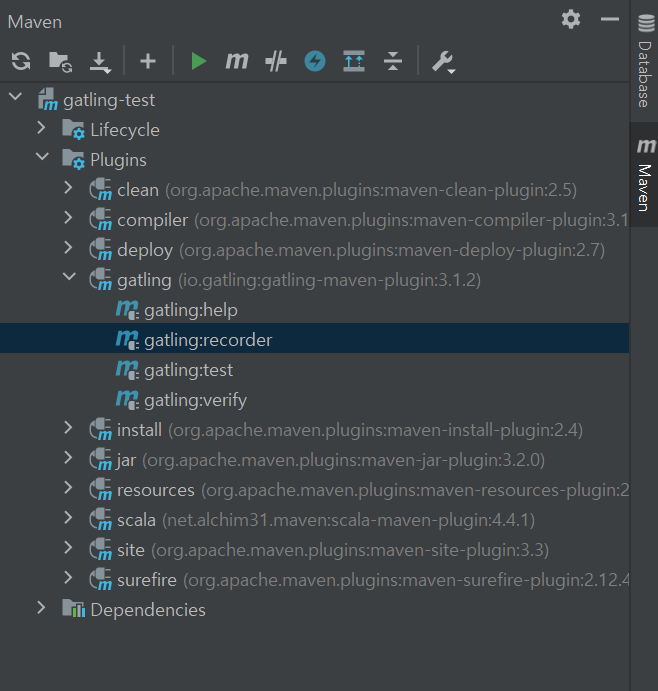 Maven
gatling-test
Lifecycle
Plugins
clean (org.apache.maven.plugins:maven-clean-plugin:2.5)
compiler (org.apache.maven.plugins:maven-compiler-plugin:3.1
deploy (org.apache.maven.plugins:maven-deploy-plugin:2.7)
gatling (io.gatling:gatling-maven-plugin:3.1.2)
gatling:help
gatling:recorder
gatling:test
gatling:verify
install (org.apache.maven.plugins:maven-install-plugin:2.4)
jar (org.apache.maven.plugins:maven-jar-plugin:3.2.0)
resources (org.apache.maven.plugins:maven-resources-plugin:2
scala (net.alchim31.maven:scala-maven-plugin:4.4.1)
site (org.apache.maven.plugins:maven-site-plugin:3.3)
surefire (org.apache.maven.plugins:maven-surefire-plugin:2.12.4
Dependencies
Database
Maven